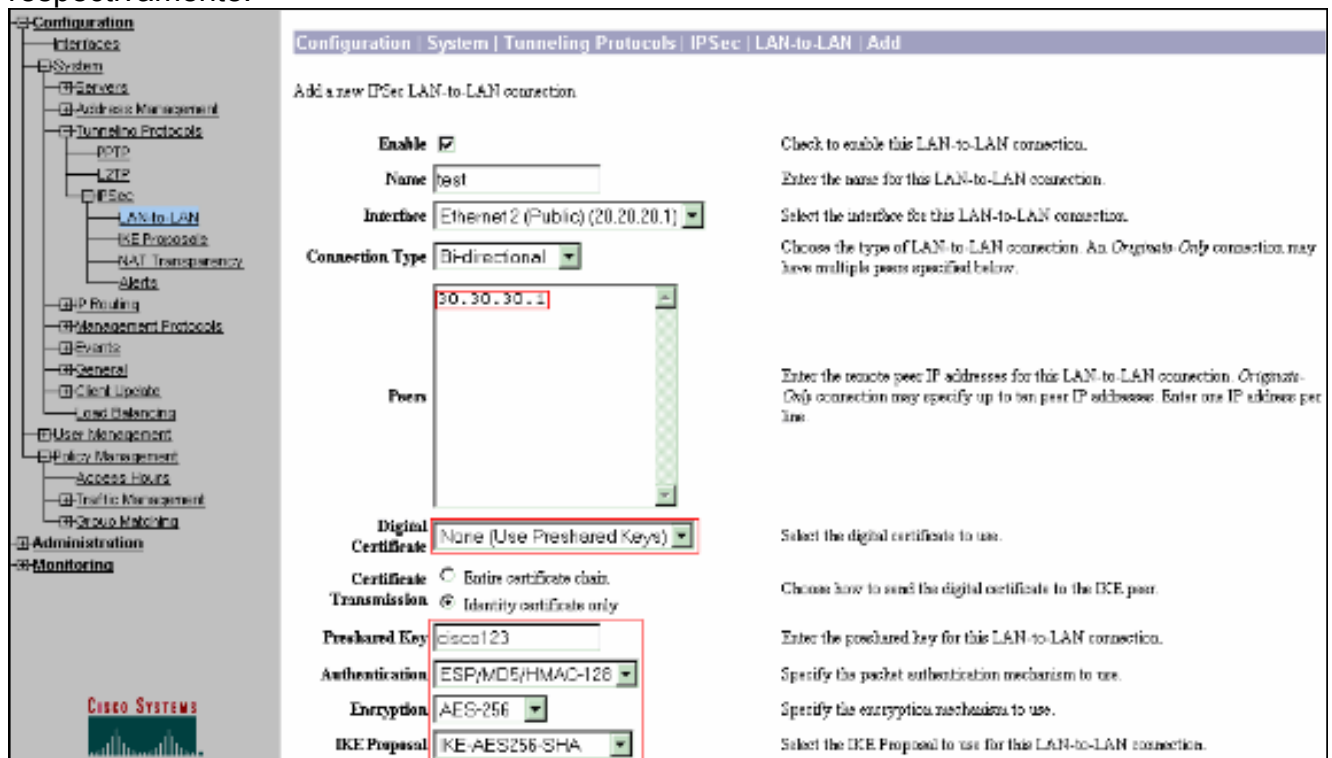 respectivamente.
Configuration
Interfaces
System
Servers
Address Management
Tunneling Protocols
PPTP
L2TP
IPSec
LAN-to-LAN
IKE Proposals
NAT Transparency
Alerts
IP Routing
Management Protocols
Events
General
Client Update
Load Balancing
User Management
Policy Management
Access Hours
Traffic Management
Group Matching
Administration
Monitoring
CISCO SYSTEMS
Configuration | System | Tunneling Protocols | IPSec | LAN-to-LAN | Add
Add a new IPSec LAN-to-LAN connection
Enable
Check to enable this LAN-to-LAN connection.
Name test
Enter the name for this LAN-to-LAN connection.
Interface Ethernet 2 (Public) (20.20.20.1)
Select the interface for this LAN-to-LAN connection.
Connection Type Bi-directional
Choose the type of LAN-to-LAN connection. An Originate-Only connection may
have multiple peers specified below.
30.30.30.1
Peers
Enter the remote peer IP addresses for this LAN-to-LAN connection. Originate-
Only connection may specify up to ten peer IP addresses. Enter one IP address per
line.
Digital
Certificate
None (Use Preshared Keys)
Select the digital certificate to use.
Certificate
Transmission
Entire certificate chain
Identity certificate only
Choose how to send the digital certificate to the IKE peer.
Preshared Key cisco123
Enter the preshared key for this LAN-to-LAN connection.
Authentication ESP/MD5/HMAC-128
Specify the packet authentication mechanism to use.
Encryption AES-256
Specify the encryption mechanism to use.
IKE Proposal IKE-AES256-SHA
Select the IKE Proposal to use for this LAN-to-LAN connection.